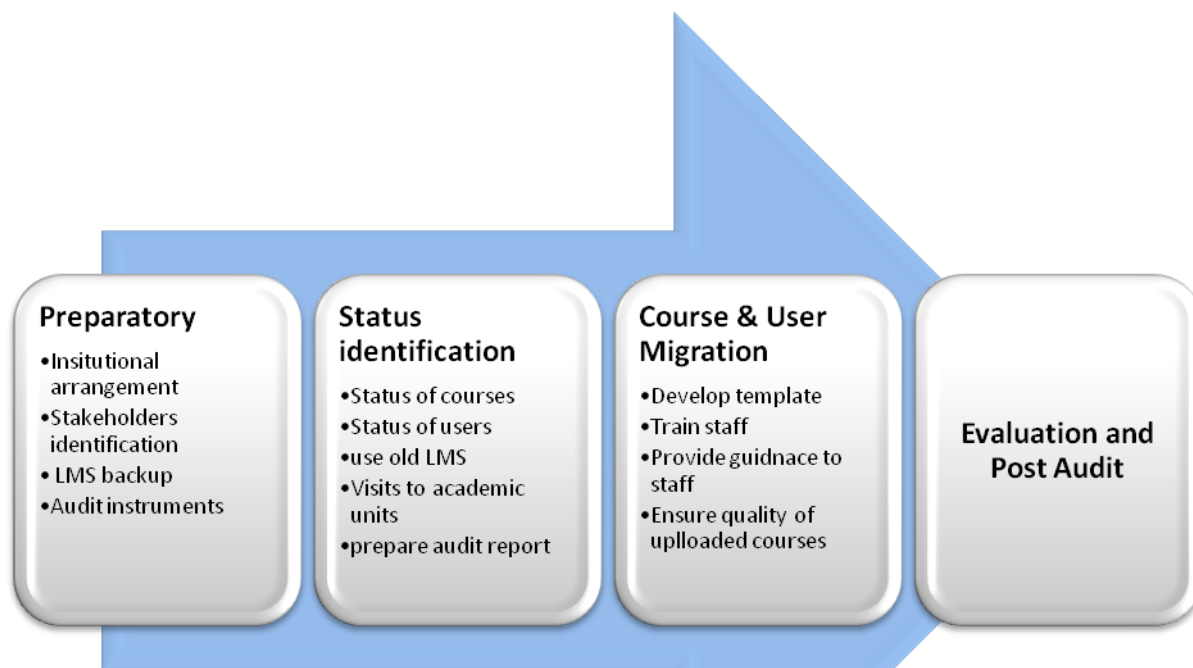 Preparatory
•Insitutional
arrangement
•Stakeholders
identification
• LMS backup
•Audit instruments
Status
identification
•Status of courses
•Status of users
•use old LMS
•Visits to academic
units
•prepare audit report
Course & User
Migration
•Develop template
•Train staff
•Provide guidnace to
staff
•Ensure quality of
uplloaded courses
Evaluation and
Post Audit